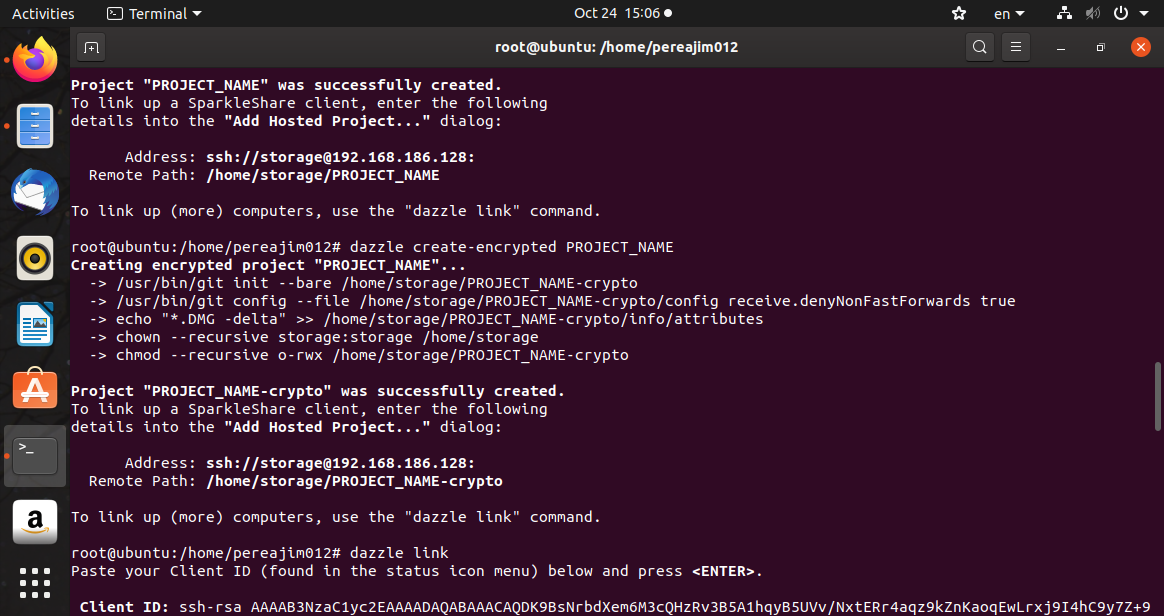 Activities Terminal Oct 24 15:06 en
root@ubuntu: /home/pereajim012
Project "PROJECT_NAME" was successfully created.
To link up a SparkleShare client, enter the following
details into the "Add Hosted Project..." dialog:
Address: ssh://storage@192.168.186.128:
Remote Path: /home/storage/PROJECT_NAME
To link up (more) computers, use the "dazzle link" command.
root@ubuntu:/home/pereajim012# dazzle create-encrypted PROJECT_NAME
Creating encrypted project "PROJECT_NAME"...
-> /usr/bin/git init --bare /home/storage/PROJECT_NAME-crypto
-> /usr/bin/git config --file /home/storage/PROJECT_NAME-crypto/config receive.denyNonFastForwards true
-> echo "*.DMG -delta" >> /home/storage/PROJECT_NAME-crypto/info/attributes
-> chown --recursive storage:storage /home/storage
-> chmod --recursive o-rwx /home/storage/PROJECT_NAME-crypto
Project "PROJECT_NAME-crypto" was successfully created.
To link up a SparkleShare client, enter the following
details into the "Add Hosted Project..." dialog:
Address: ssh://storage@192.168.186.128:
Remote Path: /home/storage/PROJECT_NAME-crypto
To link up (more) computers, use the "dazzle link" command.
root@ubuntu:/home/pereajim012# dazzle link
Paste your Client ID (found in the status icon menu) below and press <ENTER>.
Client ID: ssh-rsa AAAAB3NzaC1yc2EAAAADAQABAAACAQDK9BsNrbdXem6M3cQHzRv3B5A1hqyB5UVv/NxtERr4aqz9kZnKaoqEwLrxj9I4hC9y7Z+9